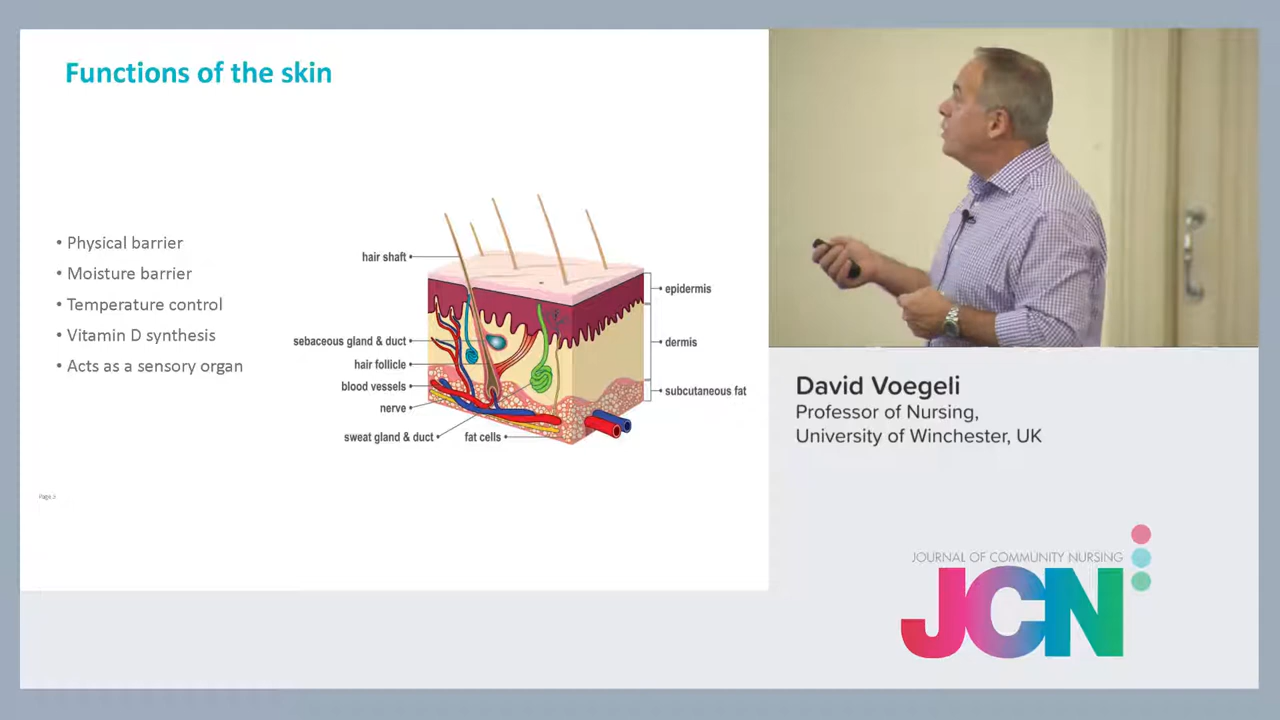 Functions of the skin
• Physical barrier
• Moisture barrier
• Temperature control
• Vitamin D synthesis
• Acts as a sensory organ
hair shaft
sebaceous gland & duct
hair follicle
blood vessels
nerve
sweat gland & duct
fat cells
epidermis
dermis
subcutaneous fat
David Voegeli
Professor of Nursing,
University of Winchester, UK
JOURNAL OF COMMUNITY NURSING
JCN